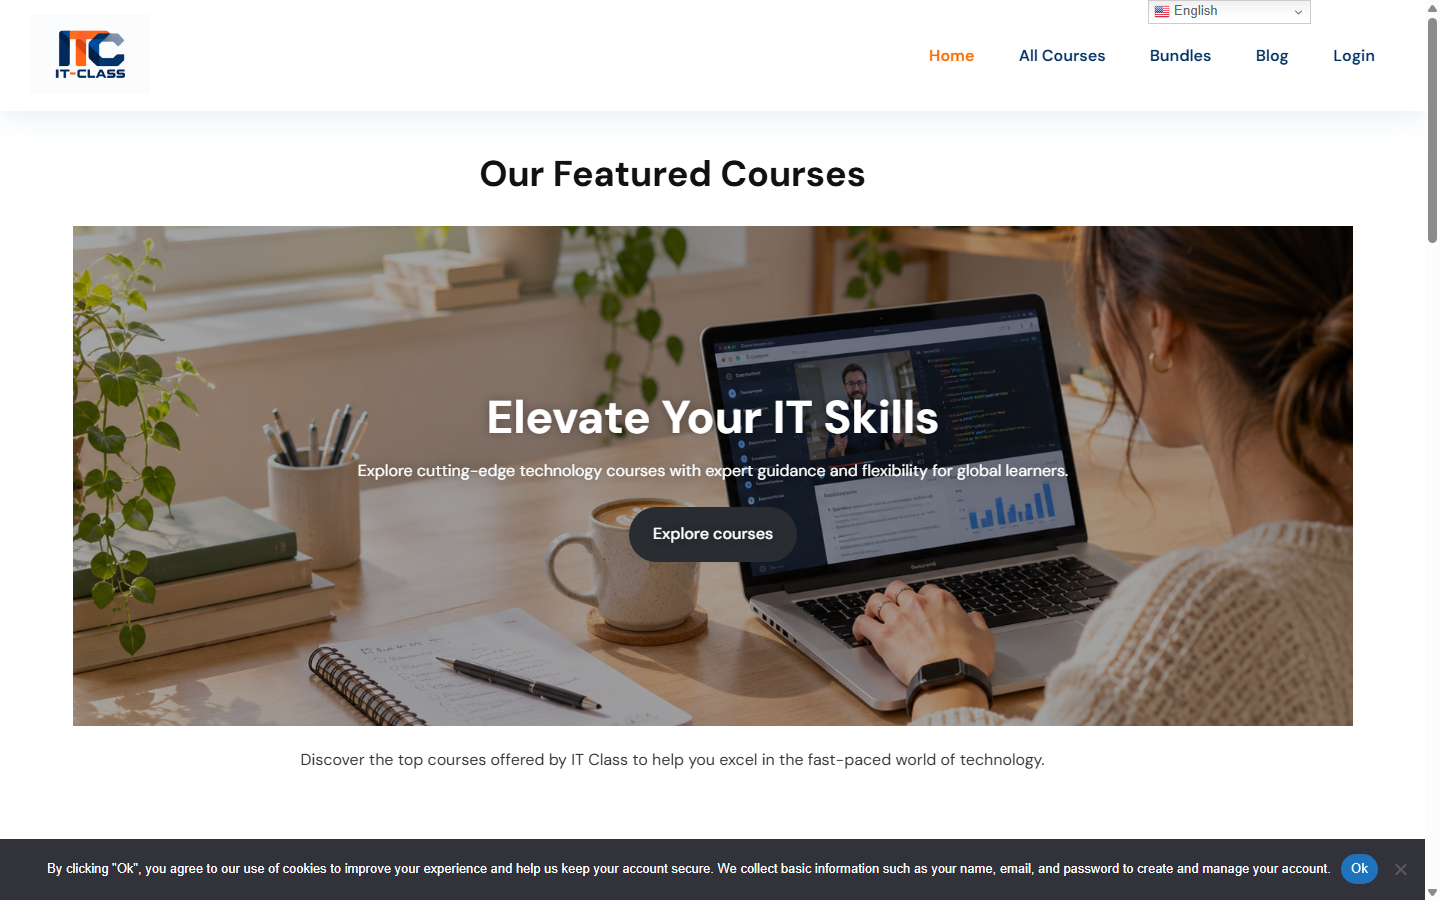 English
ITC
IT-CLASS
Home
All Courses
Bundles
Blog
Login
Our Featured Courses
Elevate Your IT Skills
Explore cutting-edge technology courses with expert guidance and flexibility for global learners.
Explore courses
Discover the top courses offered by IT Class to help you excel in the fast-paced world of technology.
By clicking "Ok", you agree to our use of cookies to improve your experience and help us keep your account secure. We collect basic information such as your name, email, and password to create and manage your account.
Ok